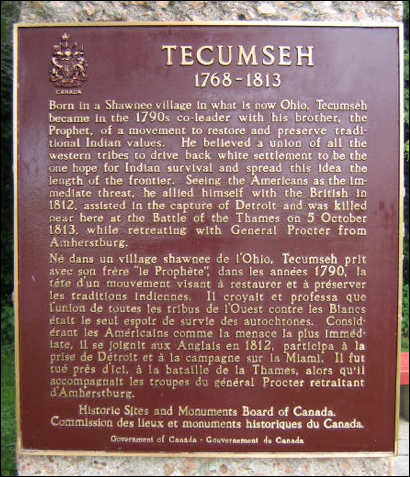 CANADA
TECUMSEH
1768-1813
Born in a Shawnee village in what is now Ohio, Tecumseh
became in the 1790s co-leader with his brother, the
Prophet, of a movement to restore and preserve tradi-
tional Indian values. He believed a union of all the
western tribes to drive back white settlement to be the
one hope for Indian survival and spread this idea the
length of the frontier. Seeing the Americans as the im-
mediate threat, he allied himself with the British in
1812, assisted in the capture of Detroit and was killed
near here at the Battle of the Thames on 5 October
1813, while retreating with General Procter from
Amherstburg.
Né dans un village shawnee de l'Ohio, Tecumseh prit
avec son frère "le Prophète", dans les années 1790, la
tête d'un mouvement visant à restaurer et à préserver
les traditions indiennes. Il croyait et professa que
l'union de toutes les tribus de l'Ouest contre les Blancs
était le seul espoir de survie des autochtones. Considé-
rant les Américains comme la menace la plus immédi-
ate, il se joignit aux Anglais en 1812, participa à la
prise de Détroit et à la campagne sur la Miami. Il fut
tué près d'ici, à la bataille de la Thames, alors qu'il
accompagnait les troupes du général Procter retraitant
d'Amherstburg.
Historic Sites and Monuments Board of Canada.
Commission des lieux et monuments historiques du Canada.
Government of Canada - Gouvernement du Canada